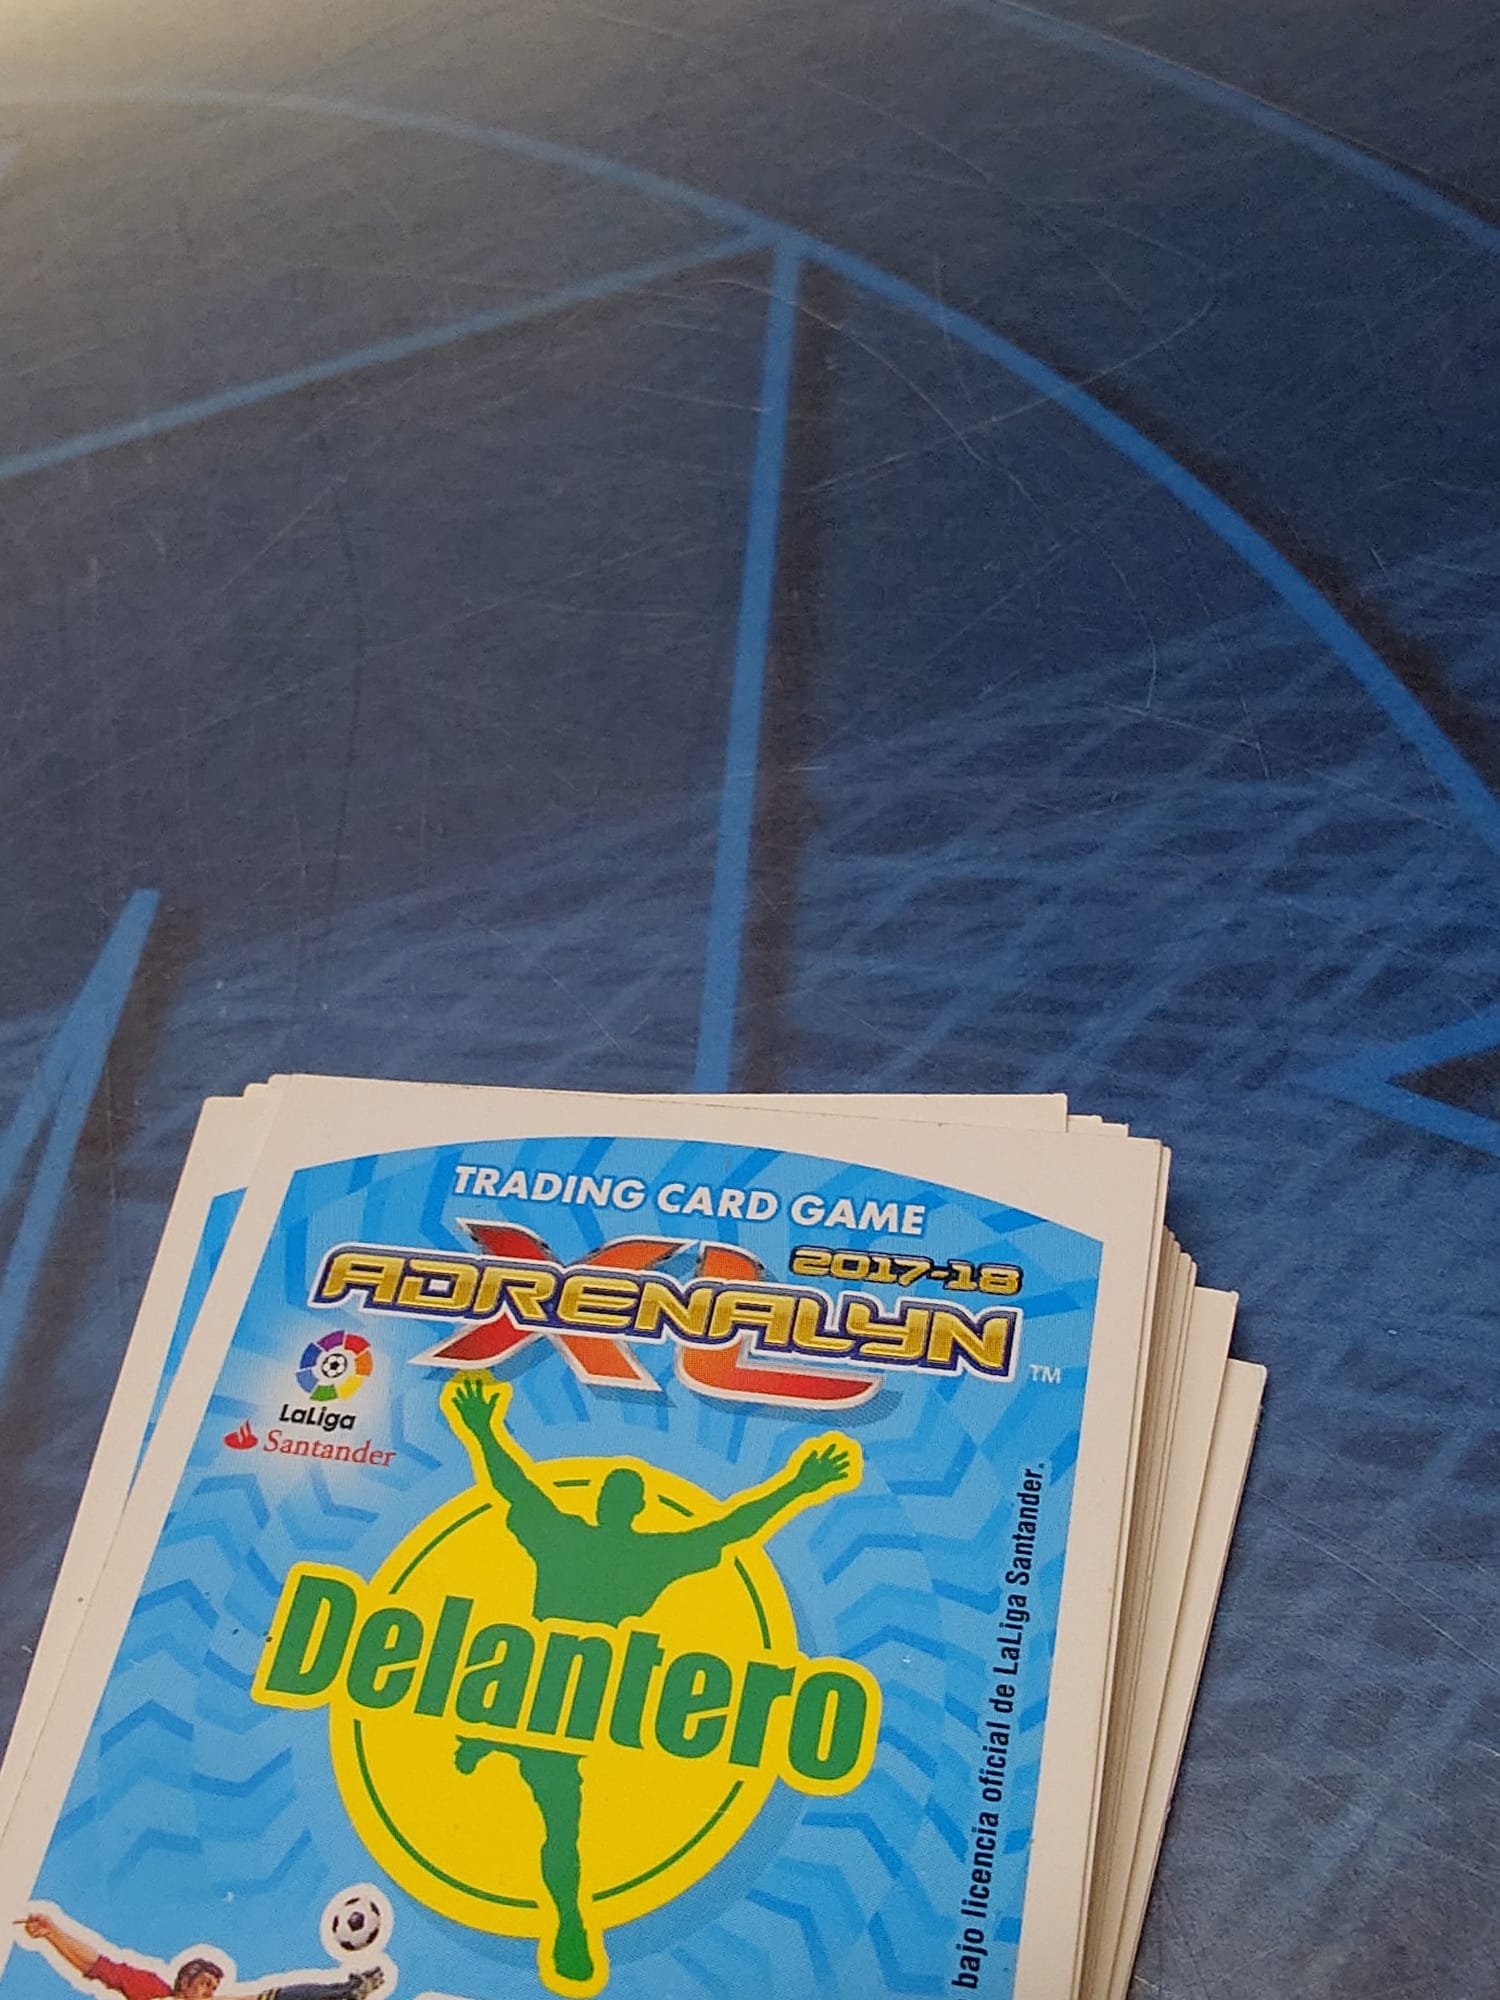 TRADING CARD GAME
2017-18
ADRENALYN
XL
TM
LaLiga
Santander
Delantero
bajo licencia oficial de LaLiga Santander.